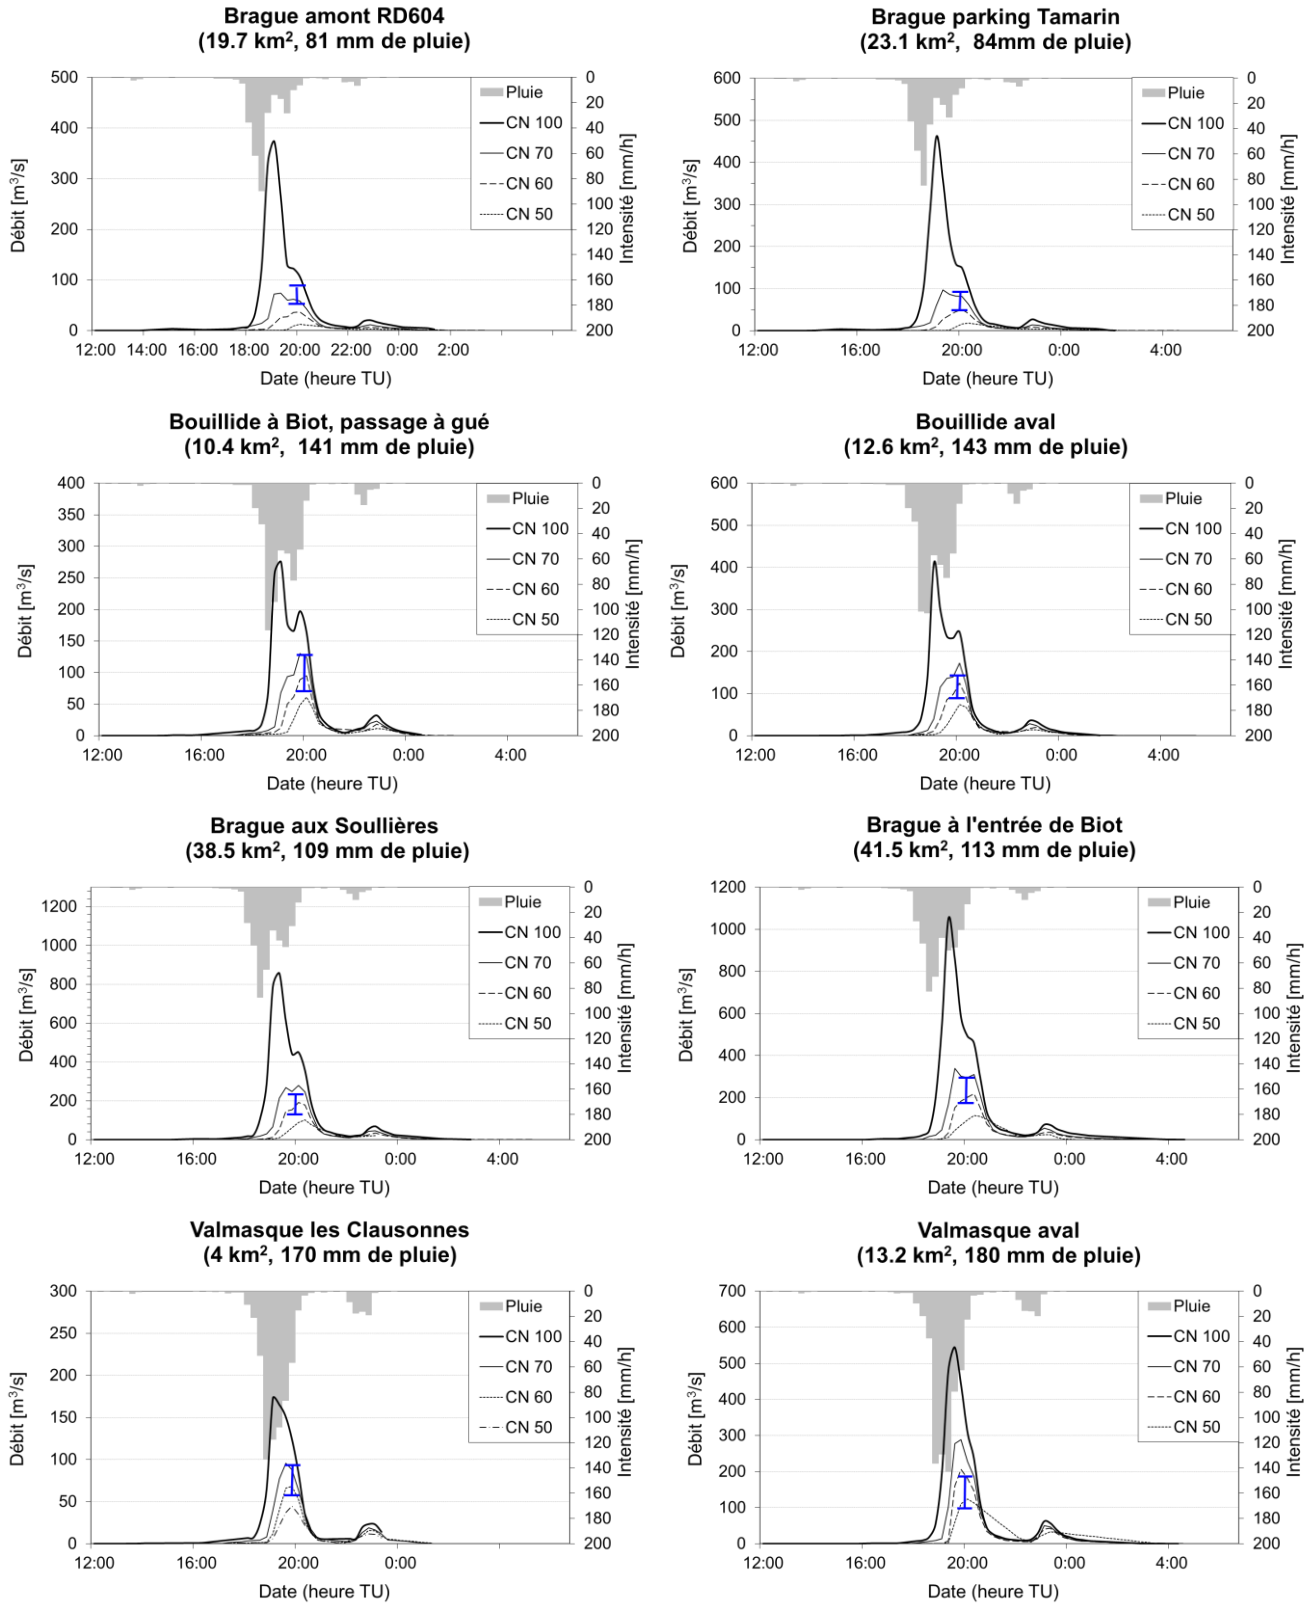 Brague amont RD604
(19.7 km², 81 mm de pluie)
500
400
300
200
100
0
0
20
40
60
80
100
120
140
160
180
200
Débit [m³/s]
Intensité [mm/h]
Pluie
CN 100
CN 70
CN 60
CN 50
12:00 14:00 16:00 18:00 20:00 22:00 0:00 2:00
Date (heure TU)
Brague parking Tamarin
(23.1 km², 84mm de pluie)
600
500
400
300
200
100
0
0
20
40
60
80
100
120
140
160
180
200
Débit [m³/s]
Intensité [mm/h]
Pluie
CN 100
CN 70
CN 60
CN 50
12:00 16:00 20:00 0:00 4:00
Date (heure TU)
Bouillide à Biot, passage à gué
(10.4 km², 141 mm de pluie)
400
350
300
250
200
150
100
50
0
0
20
40
60
80
100
120
140
160
180
200
Débit [m³/s]
Intensité [mm/h]
Pluie
CN 100
CN 70
CN 60
CN 50
12:00 16:00 20:00 0:00 4:00
Date (heure TU)
Bouillide aval
(12.6 km², 143 mm de pluie)
600
500
400
300
200
100
0
0
20
40
60
80
100
120
140
160
180
200
Débit [m³/s]
Intensité [mm/h]
Pluie
CN 100
CN 70
CN 60
CN 50
12:00 16:00 20:00 0:00 4:00
Date (heure TU)
Brague aux Soullières
(38.5 km², 109 mm de pluie)
1200
1000
800
600
400
200
0
0
20
40
60
80
100
120
140
160
180
200
Débit [m³/s]
Intensité [mm/h]
Pluie
CN 100
CN 70
CN 60
CN 50
12:00 16:00 20:00 0:00 4:00
Date (heure TU)
Brague à l'entrée de Biot
(41.5 km², 113 mm de pluie)
1200
1000
800
600
400
200
0
0
20
40
60
80
100
120
140
160
180
200
Débit [m³/s]
Intensité [mm/h]
Pluie
CN 100
CN 70
CN 60
CN 50
12:00 16:00 20:00 0:00 4:00
Date (heure TU)
Valmasque les Clausonnes
(4 km², 170 mm de pluie)
300
250
200
150
100
50
0
0
20
40
60
80
100
120
140
160
180
200
Débit [m³/s]
Intensité [mm/h]
Pluie
CN 100
CN 70
CN 60
CN 50
12:00 16:00 20:00 0:00
Date (heure TU)
Valmasque aval
(13.2 km², 180 mm de pluie)
700
600
500
400
300
200
100
0
0
20
40
60
80
100
120
140
160
180
200
Débit [m³/s]
Intensité [mm/h]
Pluie
CN 100
CN 70
CN 60
CN 50
12:00 16:00 20:00 0:00 4:00
Date (heure TU)